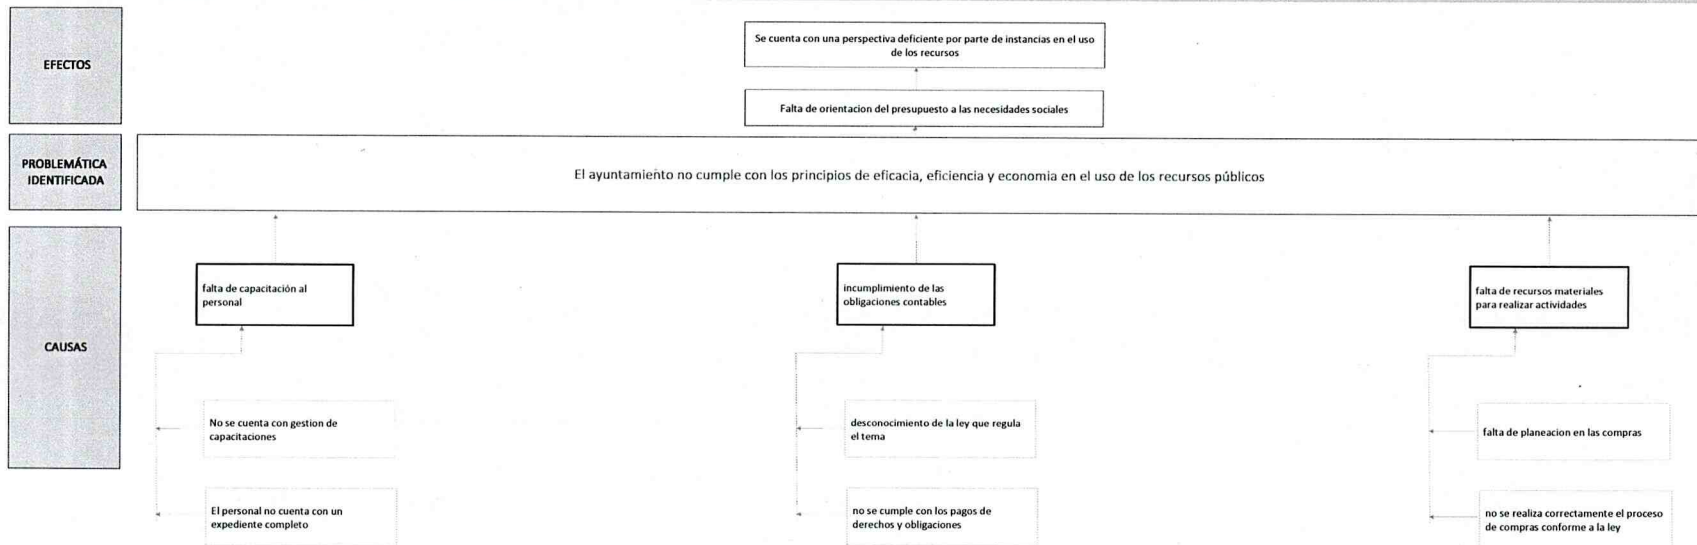 EFECTOS
Se cuenta con una perspectiva deficiente por parte de instancias en el uso
de los recursos
Falta de orientacion del presupuesto a las necesidades sociales
PROBLEMÁTICA
IDENTIFICADA
El ayuntamiento no cumple con los principios de eficacia, eficiencia y economia en el uso de los recursos públicos
CAUSAS
falta de capacitación al
personal
incumplimiento de las
obligaciones contables
falta de recursos materiales
para realizar actividades
No se cuenta con gestion de
capacitaciones
desconocimiento de la ley que regula
el tema
falta de planeacion en las compras
El personal no cuenta con un
expediente completo
no se cumple con los pagos de
derechos y obligaciones
no se realiza correctamente el proceso
de compras conforme a la ley